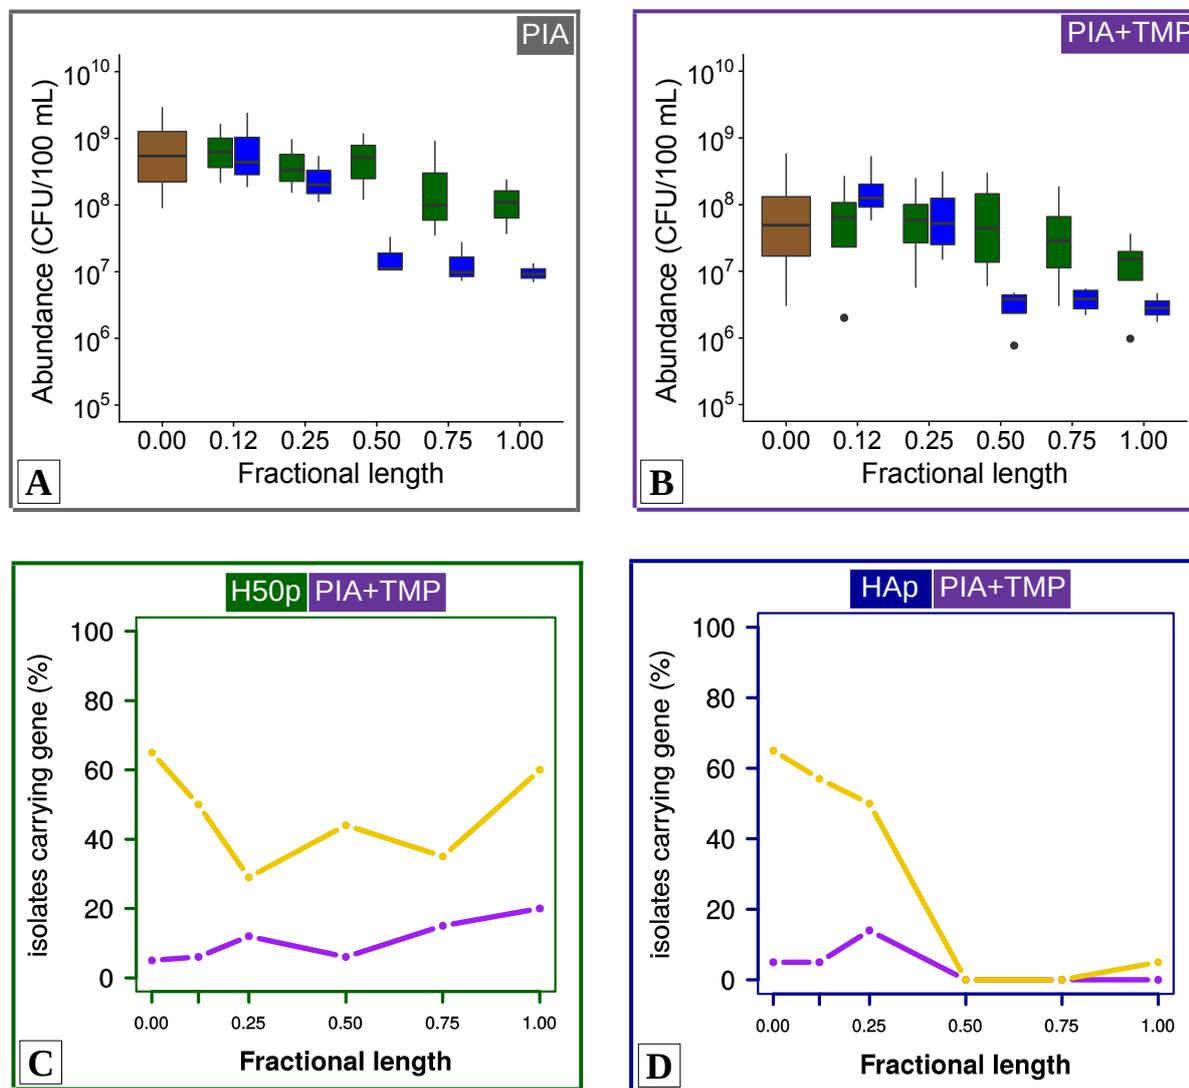 PIA
Abundance (CFU/100 mL)
10¹⁰
10⁹
10⁸
10⁷
10⁶
10⁵
0.00 0.12 0.25 0.50 0.75 1.00
Fractional length
A
PIA+TMP
Abundance (CFU/100 mL)
10¹⁰
10⁹
10⁸
10⁷
10⁶
10⁵
0.00 0.12 0.25 0.50 0.75 1.00
Fractional length
B
H50p PIA+TMP
isolates carrying gene (%)
100
80
60
40
20
0
0.00 0.25 0.50 0.75 1.00
Fractional length
C
HAp PIA+TMP
isolates carrying gene (%)
100
80
60
40
20
0
0.00 0.25 0.50 0.75 1.00
Fractional length
D